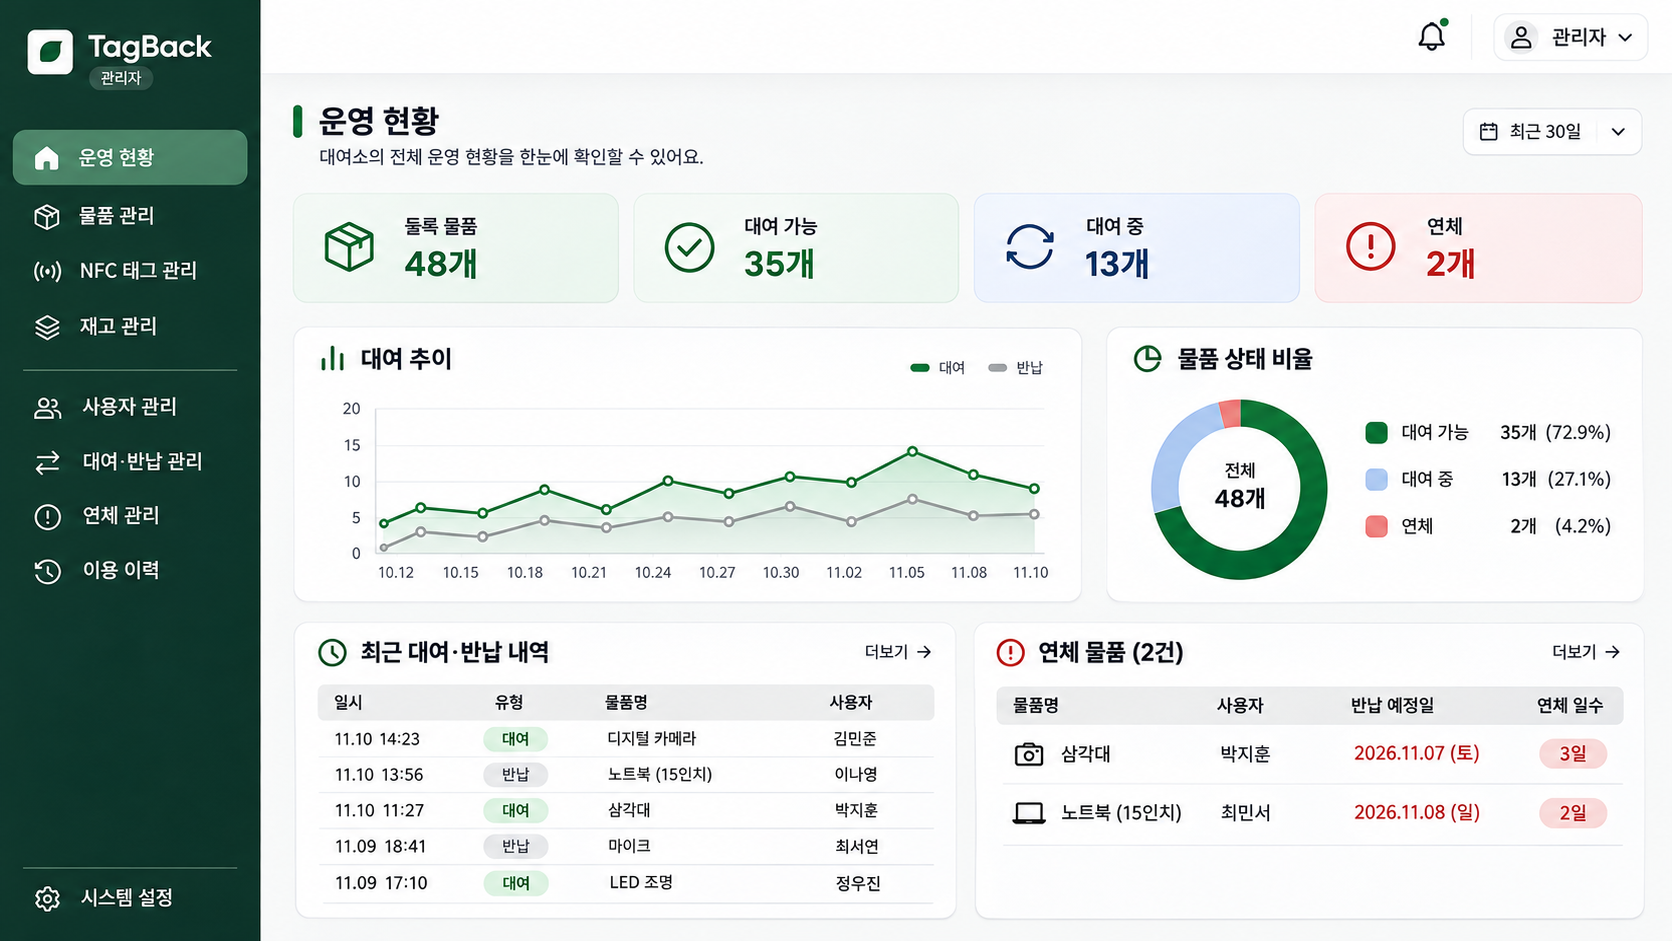 TagBack
관리자
운영 현황
물품 관리
NFC 태그 관리
재고 관리
사용자 관리
대여·반납 관리
연체 관리
이용 이력
시스템 설정
관리자
운영 현황
대여소의 전체 운영 현황을 한눈에 확인할 수 있어요.
최근 30일
둘록 물품
48개
대여 가능
35개
대여 중
13개
연체
2개
대여 추이
대여
반납
20
15
10
5
0
10.12 10.15 10.18 10.21 10.24 10.27 10.30 11.02 11.05 11.08 11.10
물품 상태 비율
전체
48개
대여 가능 35개 (72.9%)
대여 중 13개 (27.1%)
연체 2개 (4.2%)
최근 대여·반납 내역
더보기 →
일시 유형 물품명 사용자
11.10 14:23 대여 디지털 카메라 김민준
11.10 13:56 반납 노트북 (15인치) 이나영
11.10 11:27 대여 삼각대 박지훈
11.09 18:41 반납 마이크 최서연
11.09 17:10 대여 LED 조명 정우진
연체 물품 (2건)
더보기 →
물품명 사용자 반납 예정일 연체 일수
삼각대 박지훈 2026.11.07 (토) 3일
노트북 (15인치) 최민서 2026.11.08 (일) 2일